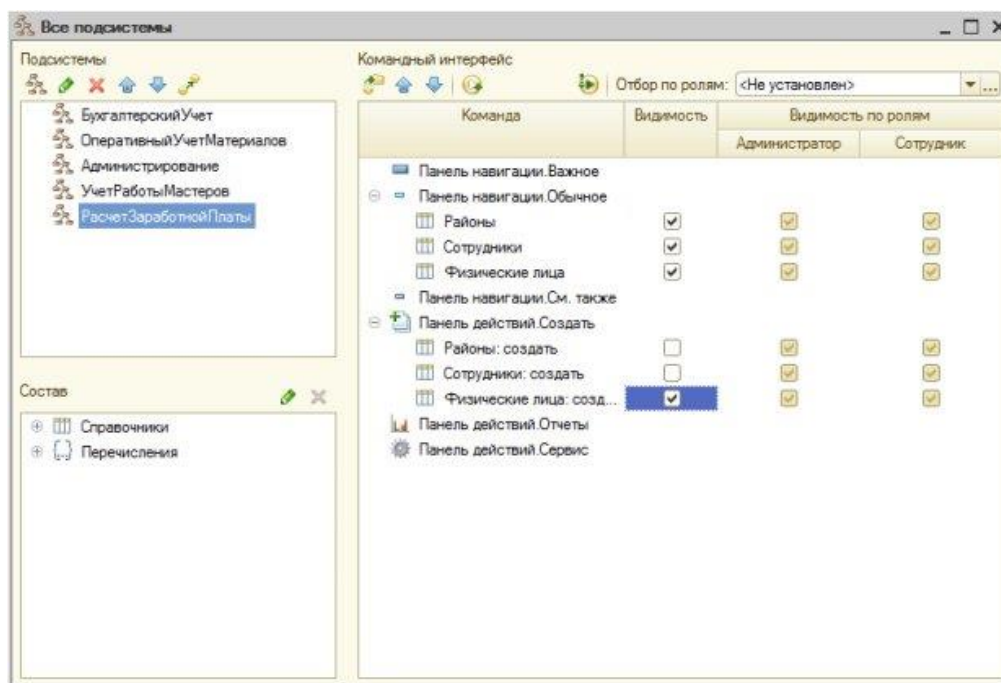 Все подсистемы
Подсистемы
БухгалтерскийУчет
ОперативныйУчетМатериалов
Администрирование
УчетРаботыМастеров
РасчетЗаработнойПлаты
Состав
Справочники
Перечисления
Командный интерфейс
Отбор по ролям: <Не установлен>
Команда Видимость Видимость по ролям
Администратор Сотрудник
Панель навигации.Важное
Панель навигации.Обычное
Районы
Сотрудники
Физические лица
Панель навигации.См. также
Панель действий.Создать
Районы: создать
Сотрудники: создать
Физические лица: созд...
Панель действий.Отчеты
Панель действий.Сервис